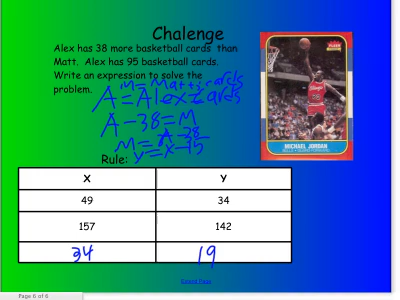 Chalenge
Alex has 38 more basketball cards than
Matt. Alex has 95 basketball cards.
Write an expression to solve the
problem.
M = Matt's cards
A = Alex cards
A - 38 = M
M = A - 38
Rule: y = x - 15
X Y
49 34
157 142
34 19
MICHAEL JORDAN
Page 6 of 6